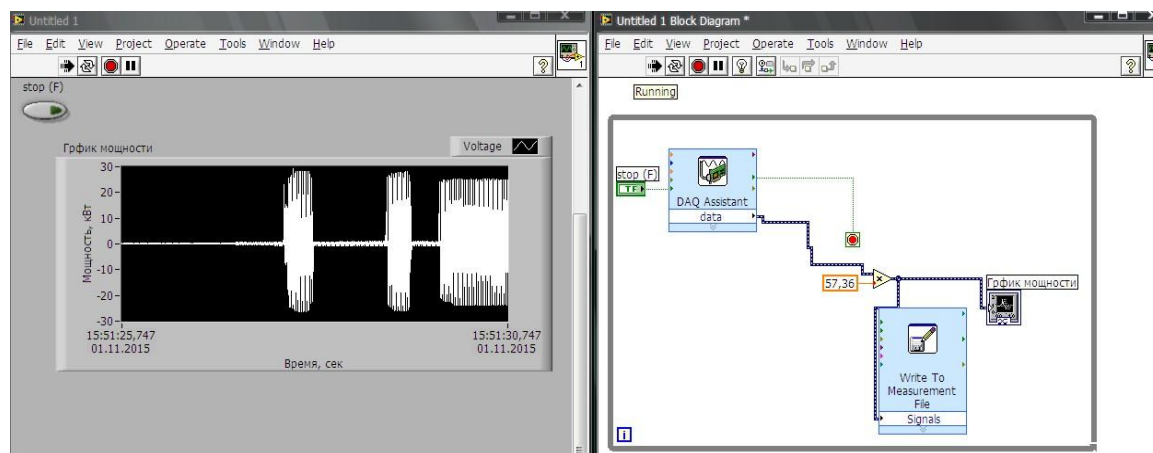 Untitled 1
File Edit View Project Operate Tools Window Help
1
stop (F)
Грфик мощности
Voltage
Мощность, кВт
30
20
10
0
-10
-20
-30
15:51:25,747
01.11.2015
15:51:30,747
01.11.2015
Время, сек
Untitled 1 Block Diagram *
File Edit View Project Operate Tools Window Help
Running
stop (F)
TF
DAQ Assistant
data
57,36
×
Грфик мощности
Write To
Measurement
File
Signals
i